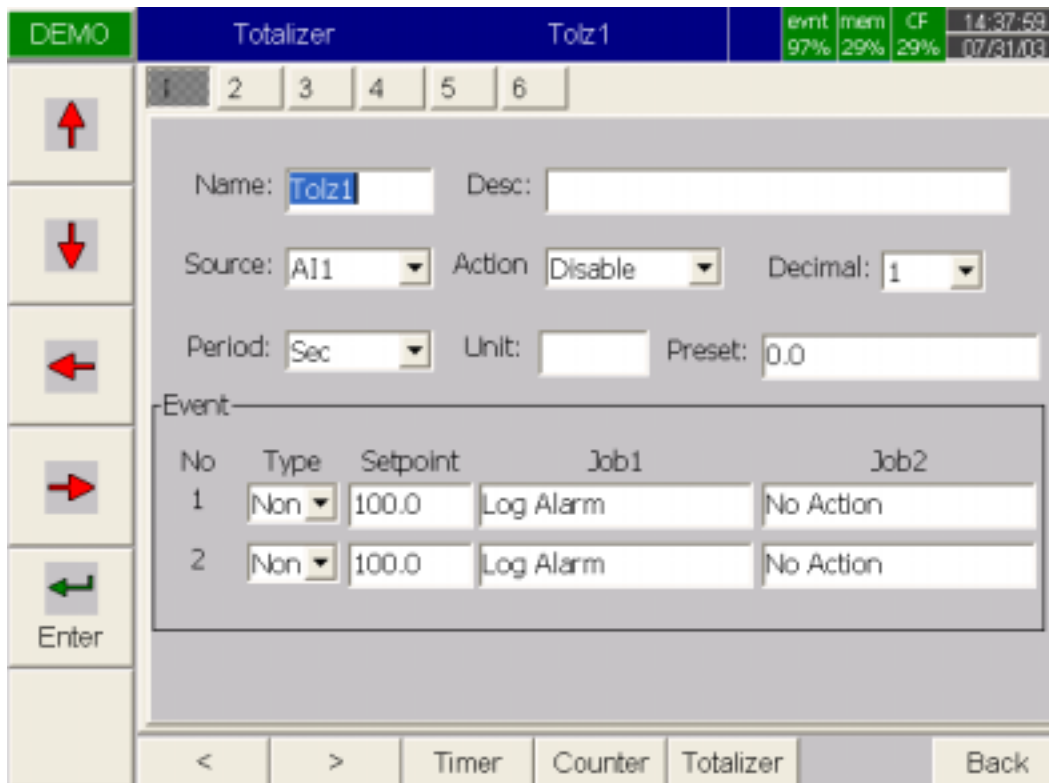 DEMO Totalizer Tolz1 evnt mem CF 14:37:59
97% 29% 29% 07/31/03
1 2 3 4 5 6
Name: Tolz1 Desc:
Source: AI1 Action Disable Decimal: 1
Period: Sec Unit: Preset: 0.0
Event
No Type Setpoint Job1 Job2
1 Non 100.0 Log Alarm No Action
2 Non 100.0 Log Alarm No Action
Enter
< > Timer Counter Totalizer Back